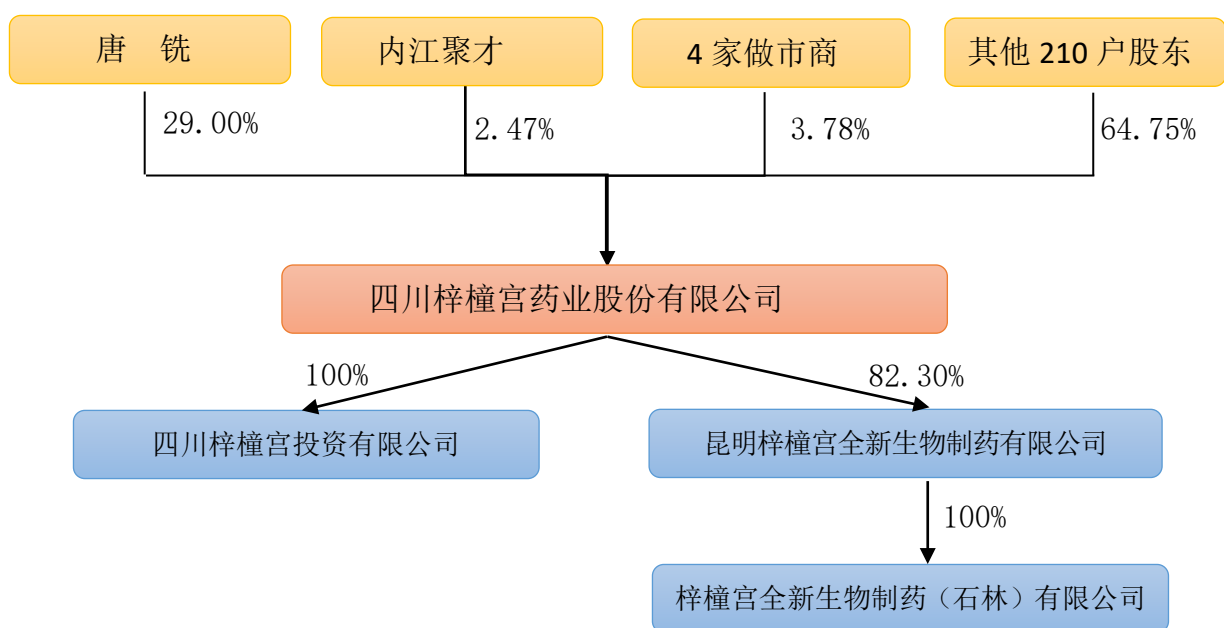 唐　铣
内江聚才
4 家做市商
其他 210 户股东
29.00%
2.47%
3.78%
64.75%
四川梓橦宫药业股份有限公司
100%
82.30%
四川梓橦宫投资有限公司
昆明梓橦宫全新生物制药有限公司
100%
梓橦宫全新生物制药（石林）有限公司